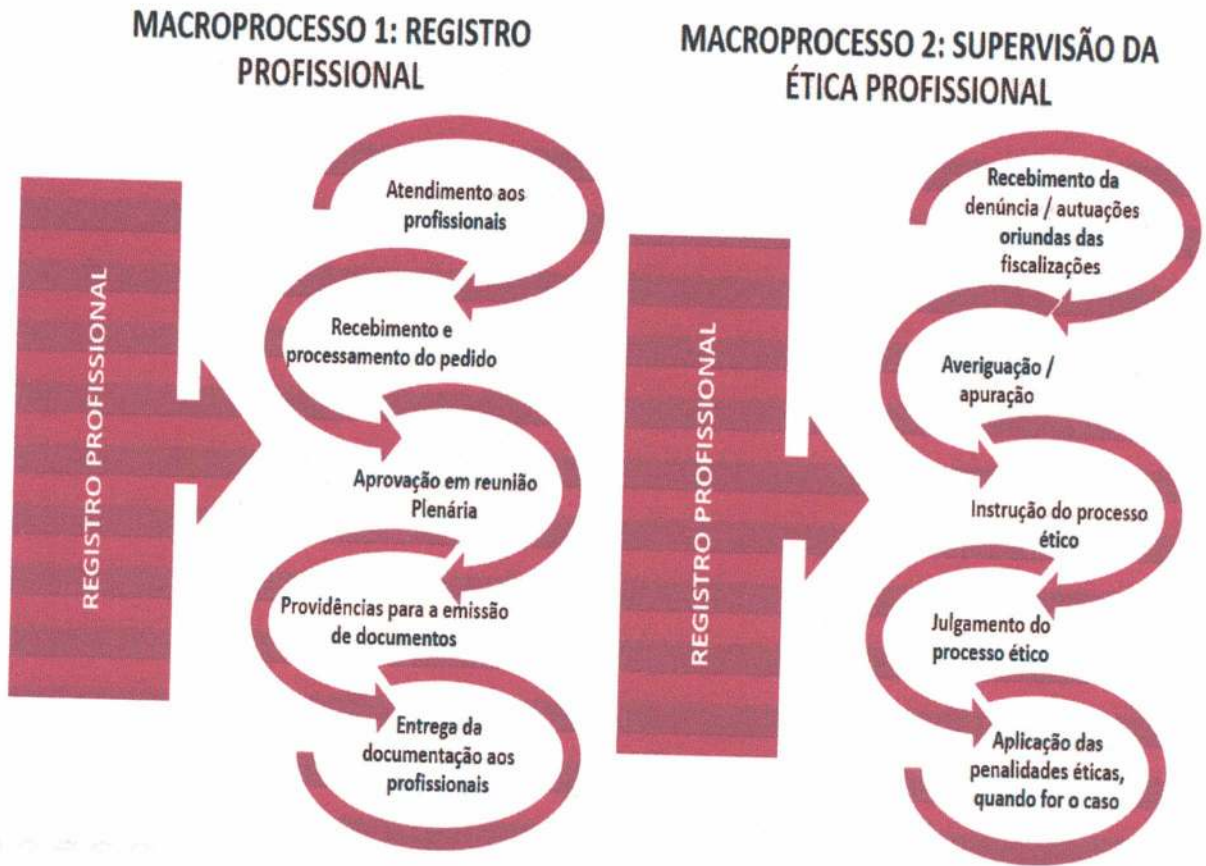 MACROPROCESSO 1: REGISTRO
PROFISSIONAL
REGISTRO PROFISSIONAL
Atendimento aos
profissionais
Recebimento e
processamento do pedido
Aprovação em reunião
Plenária
Providências para a emissão
de documentos
Entrega da
documentação aos
profissionais
MACROPROCESSO 2: SUPERVISÃO DA
ÉTICA PROFISSIONAL
REGISTRO PROFISSIONAL
Recebimento da
denúncia / autuações
oriundas das
fiscalizações
Averiguação /
apuração
Instrução do processo
ético
Julgamento do
processo ético
Aplicação das
penalidades éticas,
quando for o caso